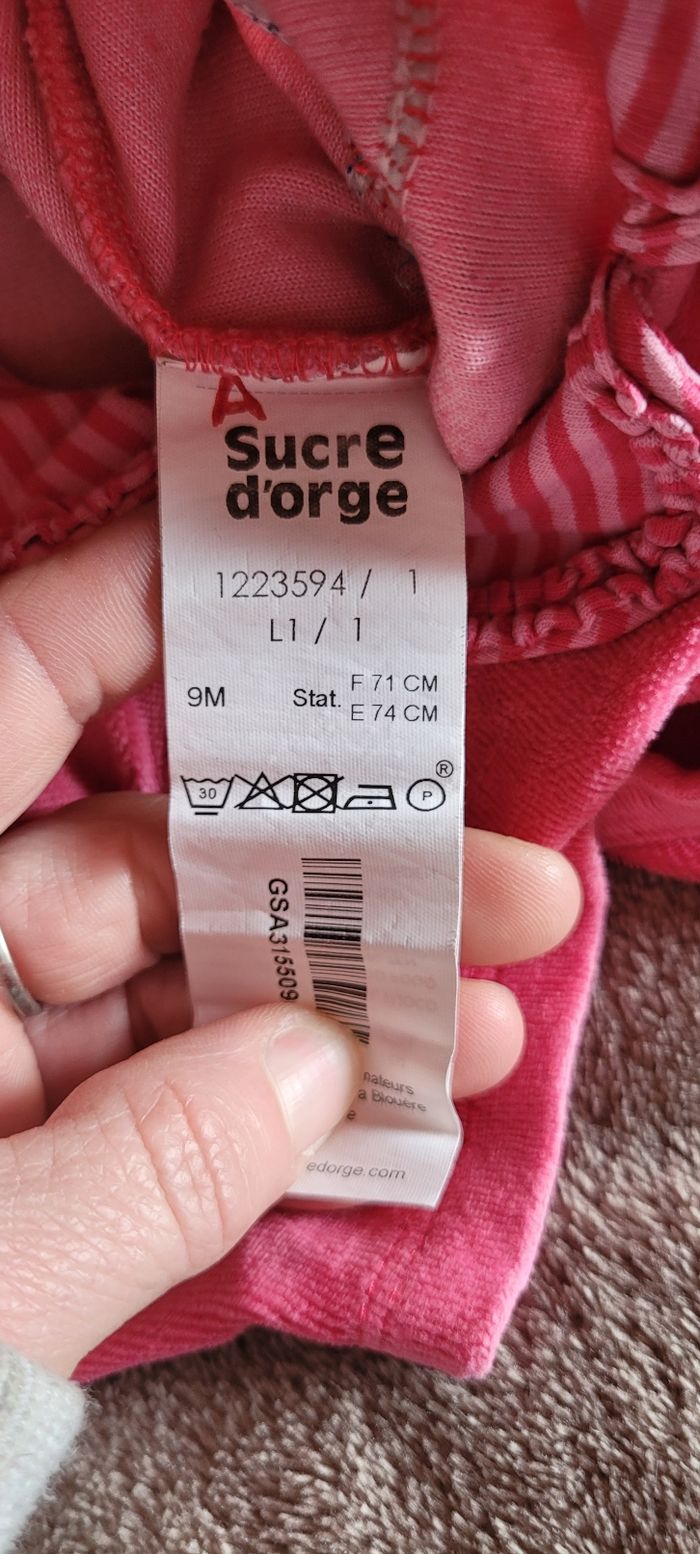 A
Sucre
d'orge
1223594 / 1
L1 / 1
9M Stat. F 71 CM
E 74 CM
30 P ®
GSA315509
edorge.com